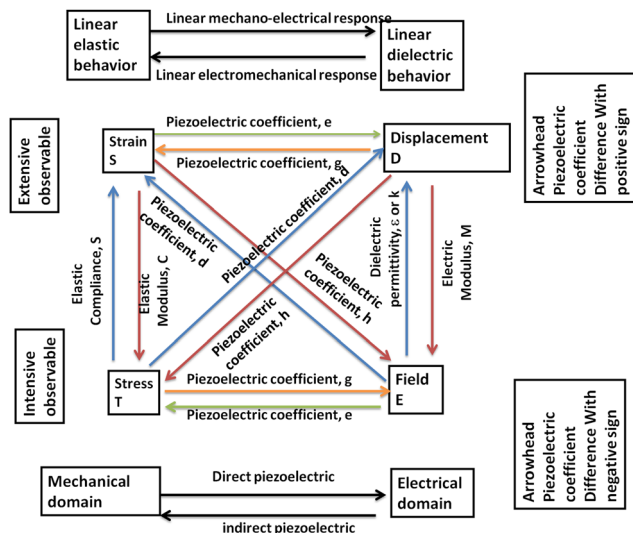 Linear
elastic
behavior
Linear mechano-electrical response
Linear electromechanical response
Linear
dielectric
behavior
Extensive
observable
Strain
S
Piezoelectric coefficient, e
Piezoelectric coefficient, g
Displacement
D
Arrowhead
Piezoelectric
coefficient
Difference With
positive sign
Elastic
Compliance, S
Elastic
Modulus, C
Piezoelectric
coefficient, d
Piezoelectric coefficient, d
Piezoelectric
coefficient, h
Piezoelectric
coefficient, h
Dielectric
permittivity, ε or k
Electric
Modulus, M
Intensive
observable
Stress
T
Piezoelectric coefficient, g
Piezoelectric coefficient, e
Field
E
Arrowhead
Piezoelectric
coefficient
Difference With
negative sign
Mechanical
domain
Direct piezoelectric
indirect piezoelectric
Electrical
domain